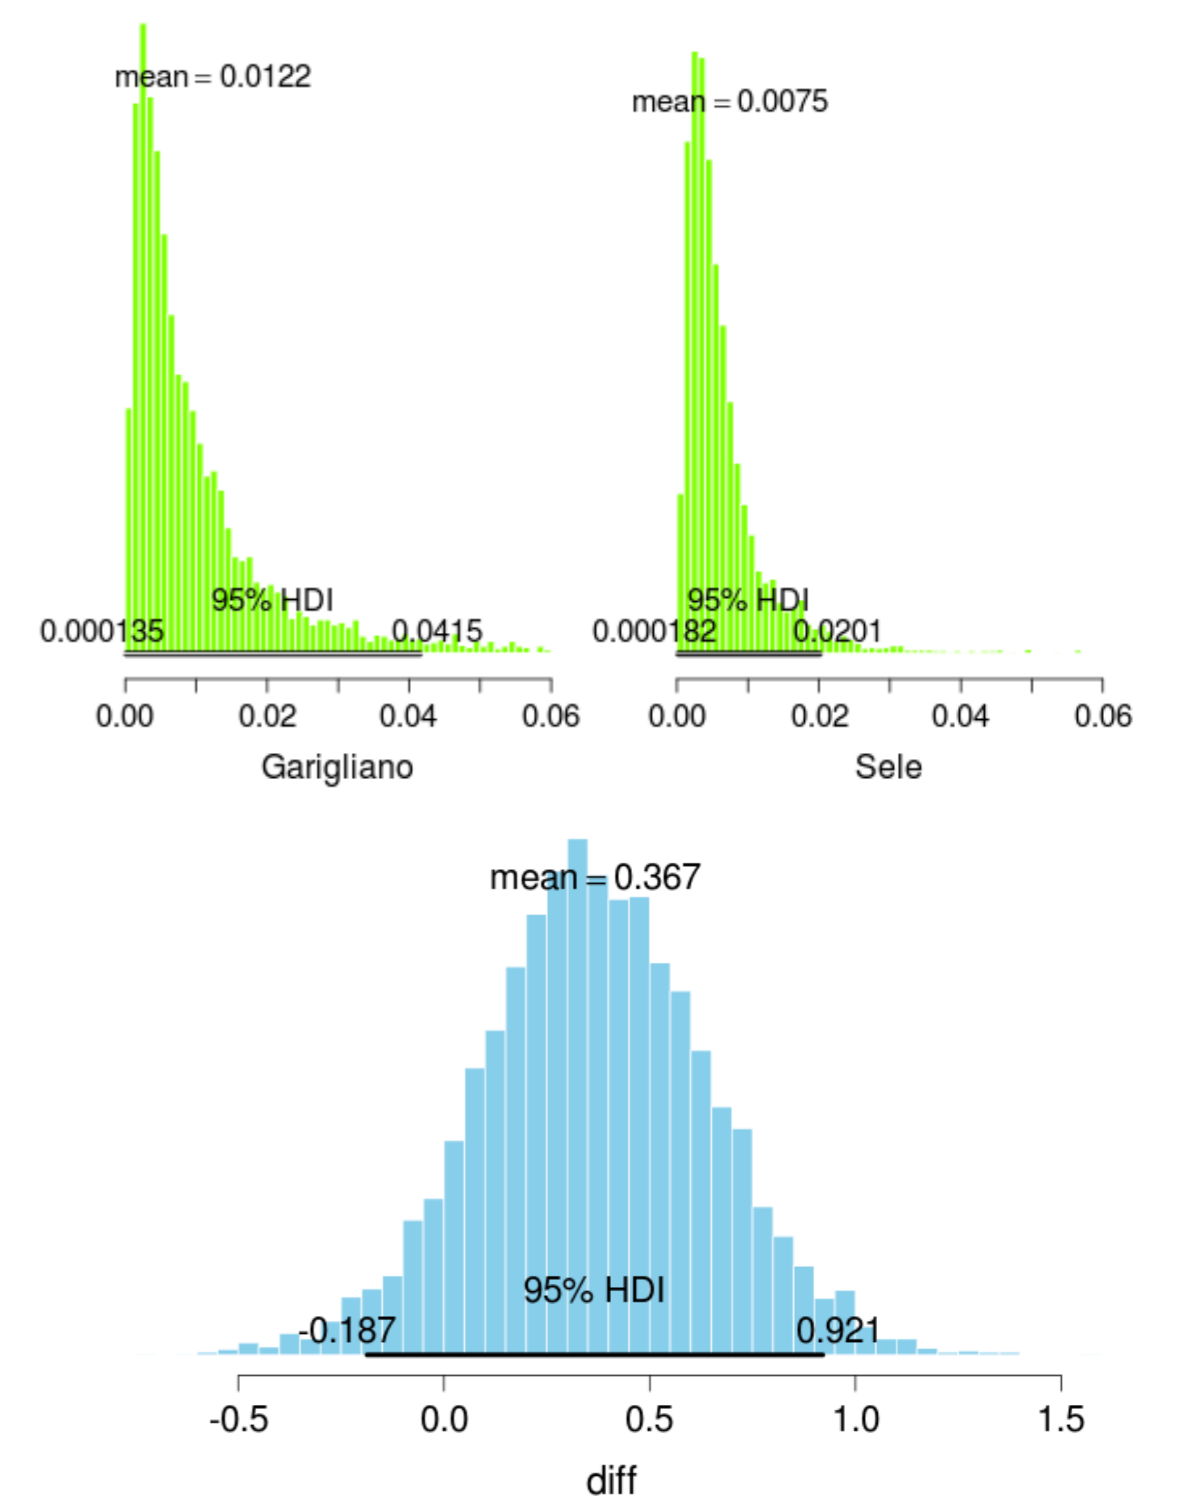 mean = 0.0122
mean = 0.0075
95% HDI
95% HDI
0.000135 0.0415
0.000182 0.0201
0.00 0.02 0.04 0.06
0.00 0.02 0.04 0.06
Garigliano
Sele
mean = 0.367
95% HDI
-0.187 0.921
-0.5 0.0 0.5 1.0 1.5
diff